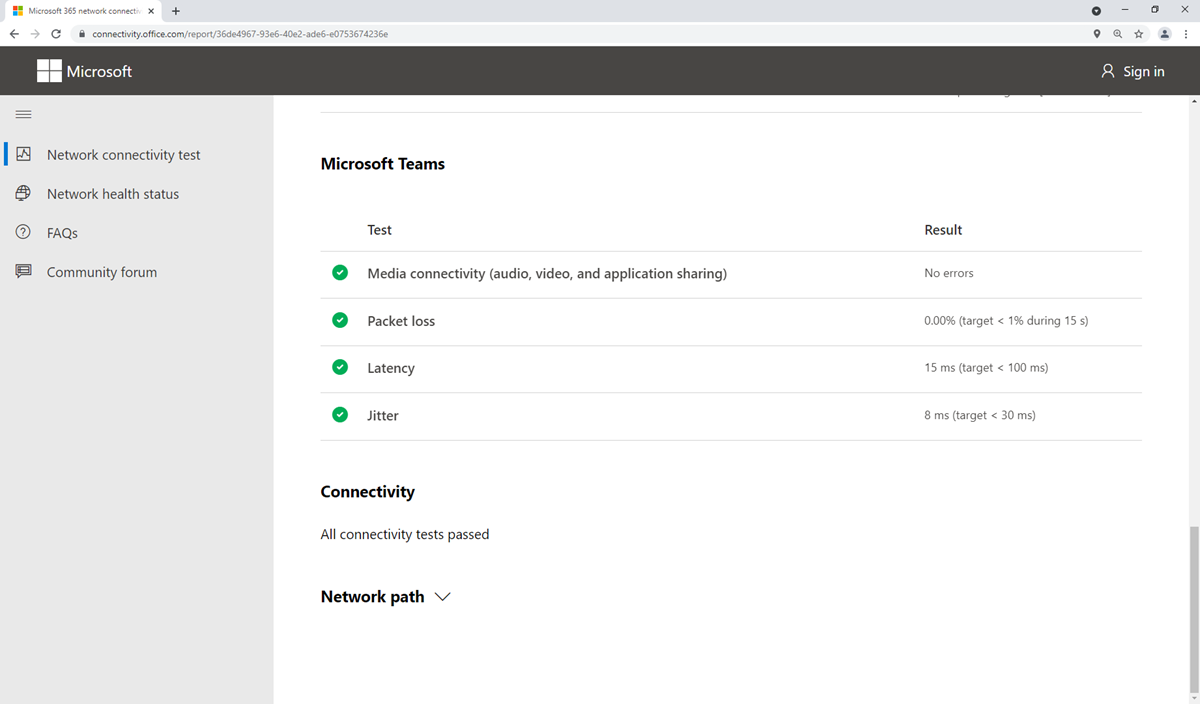 Microsoft 365 network connectiv
connectivity.office.com/report/36de4967-93e6-40e2-ade6-e0753674236e
Microsoft
Sign in
Network connectivity test
Network health status
FAQs
Community forum
Microsoft Teams
Test Result
Media connectivity (audio, video, and application sharing) No errors
Packet loss 0.00% (target < 1% during 15 s)
Latency 15 ms (target < 100 ms)
Jitter 8 ms (target < 30 ms)
Connectivity
All connectivity tests passed
Network path